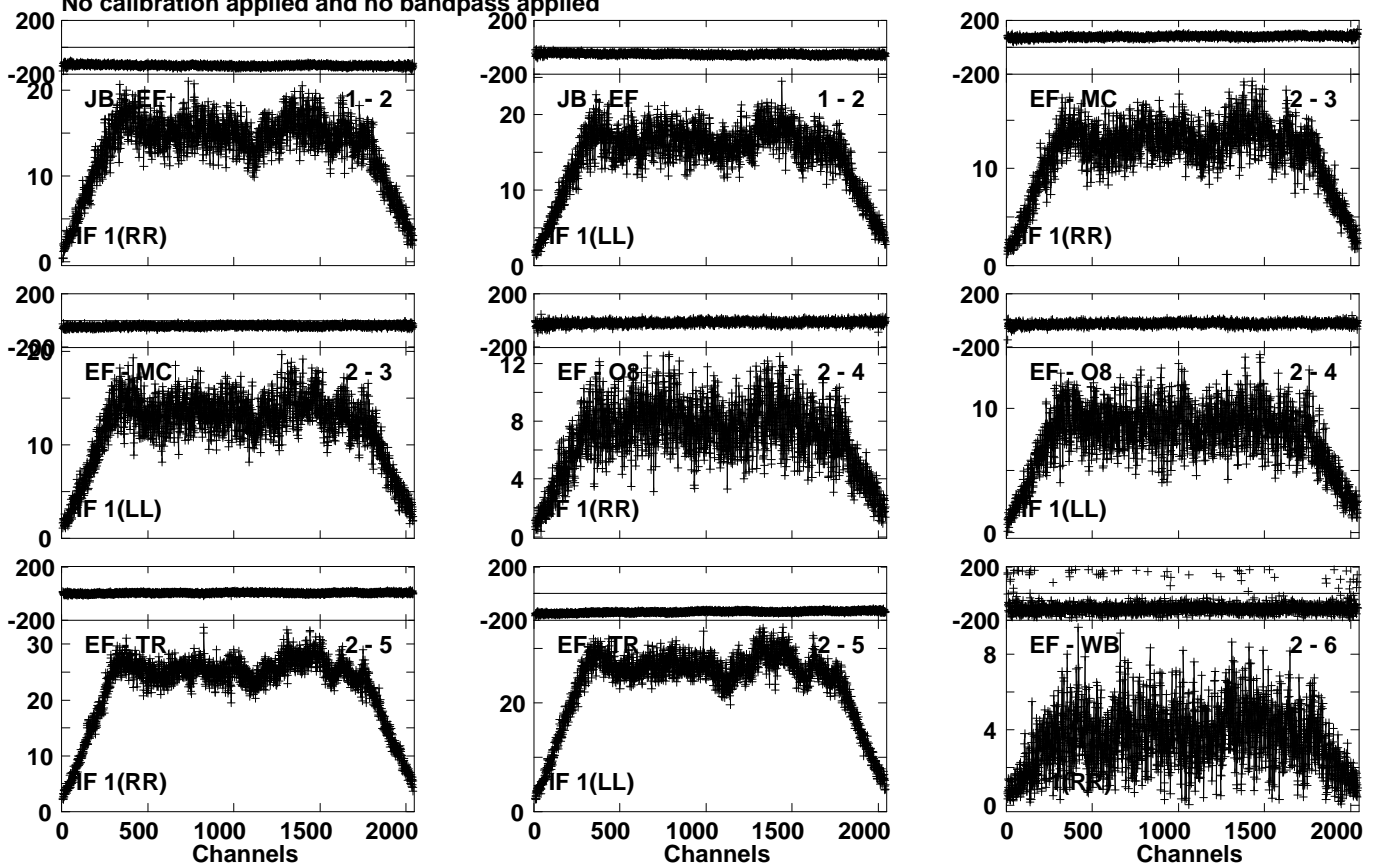 No calibration applied and no bandpass applied
200 200 200
-200 -200 -200
20 20
JB - EF 1 - 2 JB - EF 1 - 2 EF - MC 2 - 3
10 10 10
IF 1(RR) IF 1(LL) IF 1(RR)
0 0 0
200 200 200
-200 -200 -200
20 12
EF - MC 2 - 3 EF - O8 2 - 4 EF - O8 2 - 4
10 8 10
4
IF 1(LL) IF 1(RR) IF 1(LL)
0 0 0
200 200 200
-200 -200 -200
30 8
EF - TR 2 - 5 EF - TR 2 - 5 EF - WB 2 - 6
20 20 4
10
IF 1(RR) IF 1(LL) 1(RR)
0 0 0
0 500 1000 1500 2000 0 500 1000 1500 2000 0 500 1000 1500 2000
Channels Channels Channels